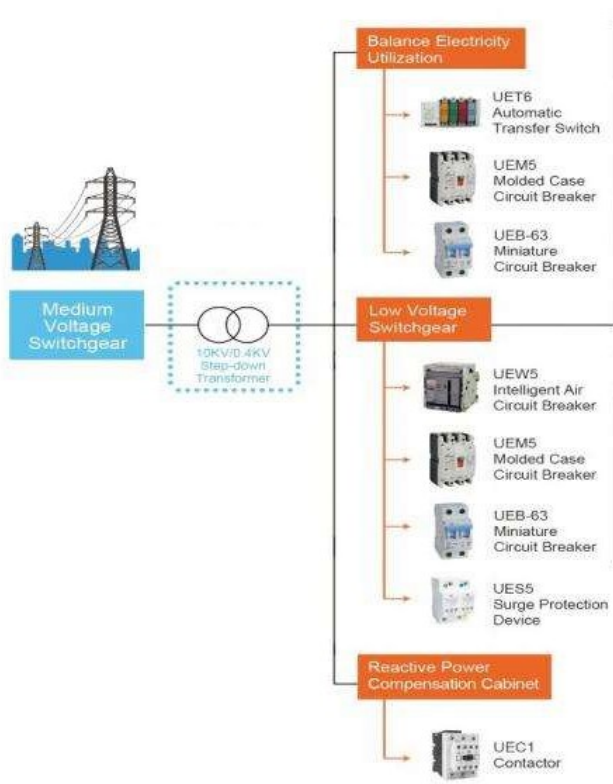 Balance Electricity
Utilization
UET6
Automatic
Transfer Switch
UEM5
Molded Case
Circuit Breaker
UEB-63
Miniature
Circuit Breaker
Medium
Voltage
Switchgear
10KV/0.4KV
Step-down
Transformer
Low Voltage
Switchgear
UEW5
Intelligent Air
Circuit Breaker
UEM5
Molded Case
Circuit Breaker
UEB-63
Miniature
Circuit Breaker
UES5
Surge Protection
Device
Reactive Power
Compensation Cabinet
UEC1
Contactor